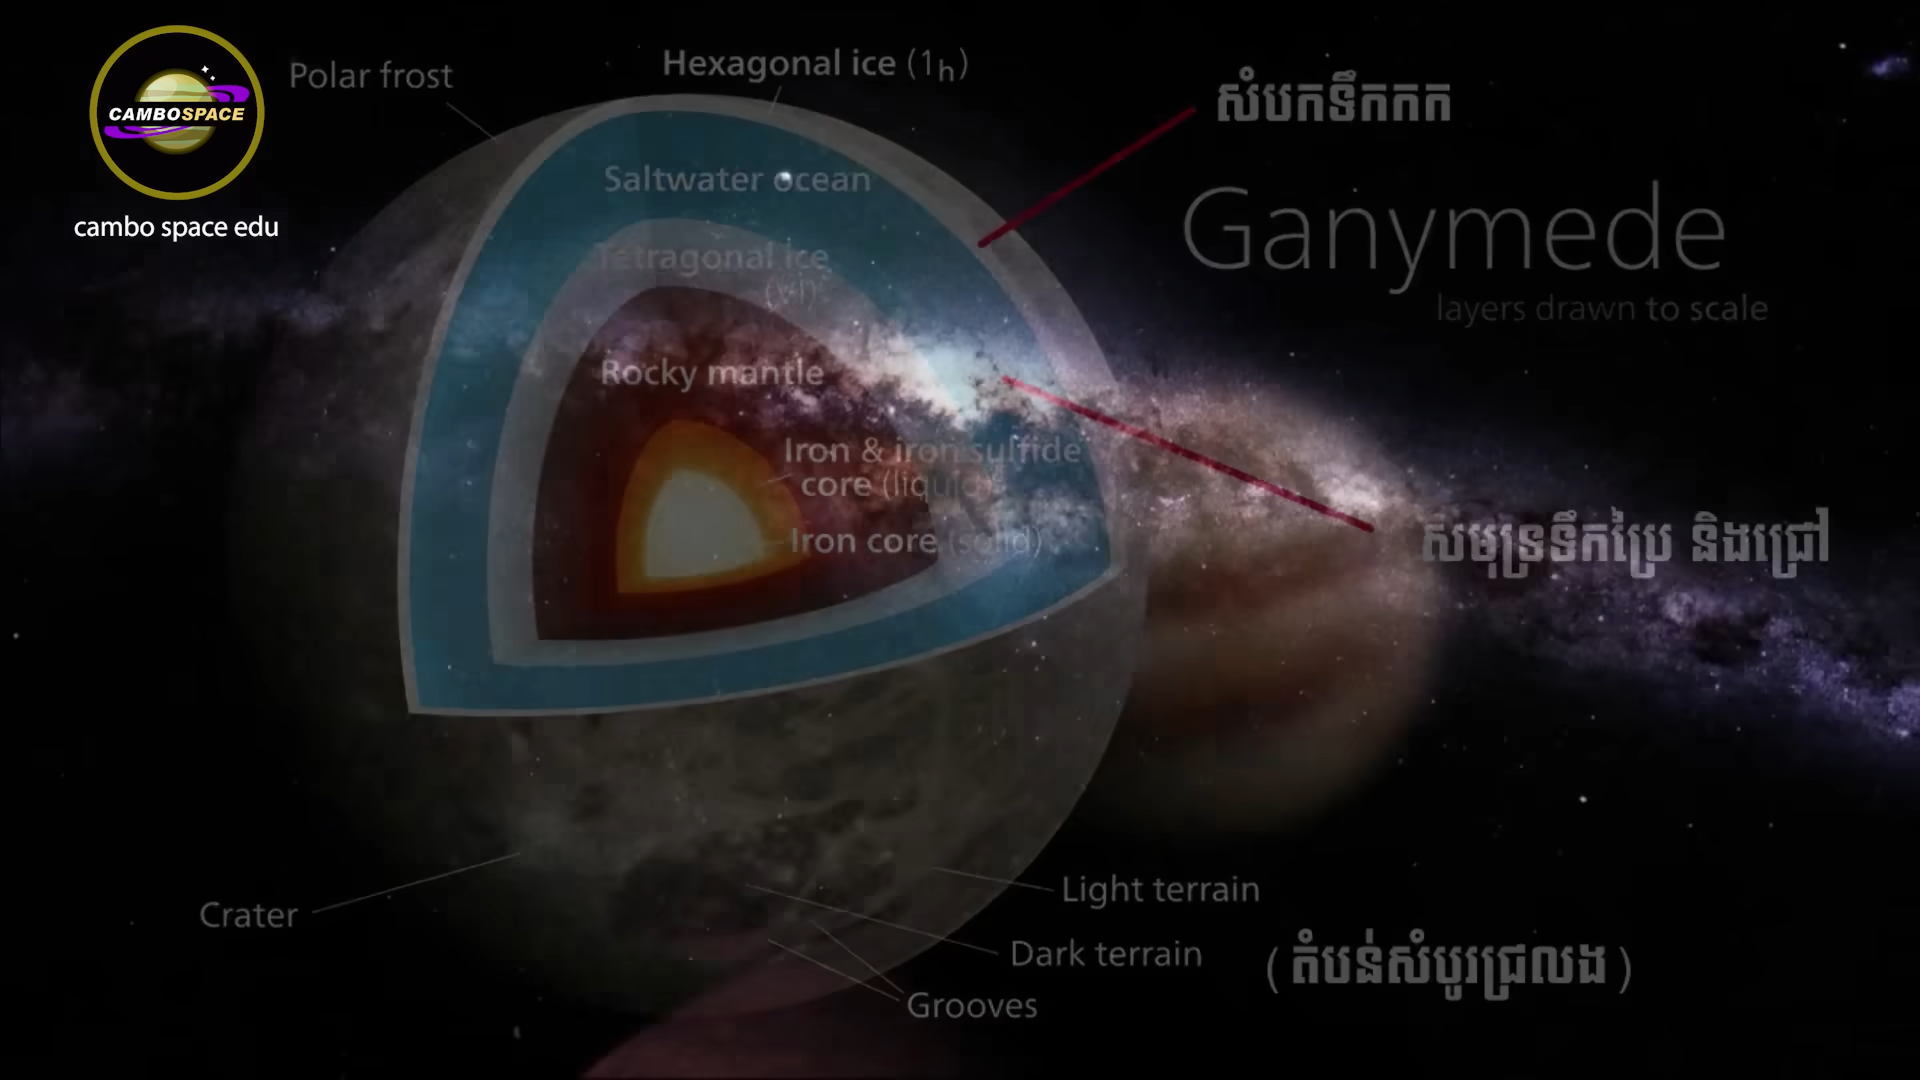 CAMBOSPACE
cambo space edu
Polar frost
Hexagonal ice (1h)
សំបកទឹកកក
Saltwater ocean
Ganymede
layers drawn to scale
Tetragonal ice
(VI)
Rocky mantle
Iron & iron sulfide
core (liquid)
Iron core (solid)
សមុទ្រទឹកប្រៃ និងជ្រៅ
Crater
Light terrain
Dark terrain
( តំបន់សំបូរជ្រលង )
Grooves